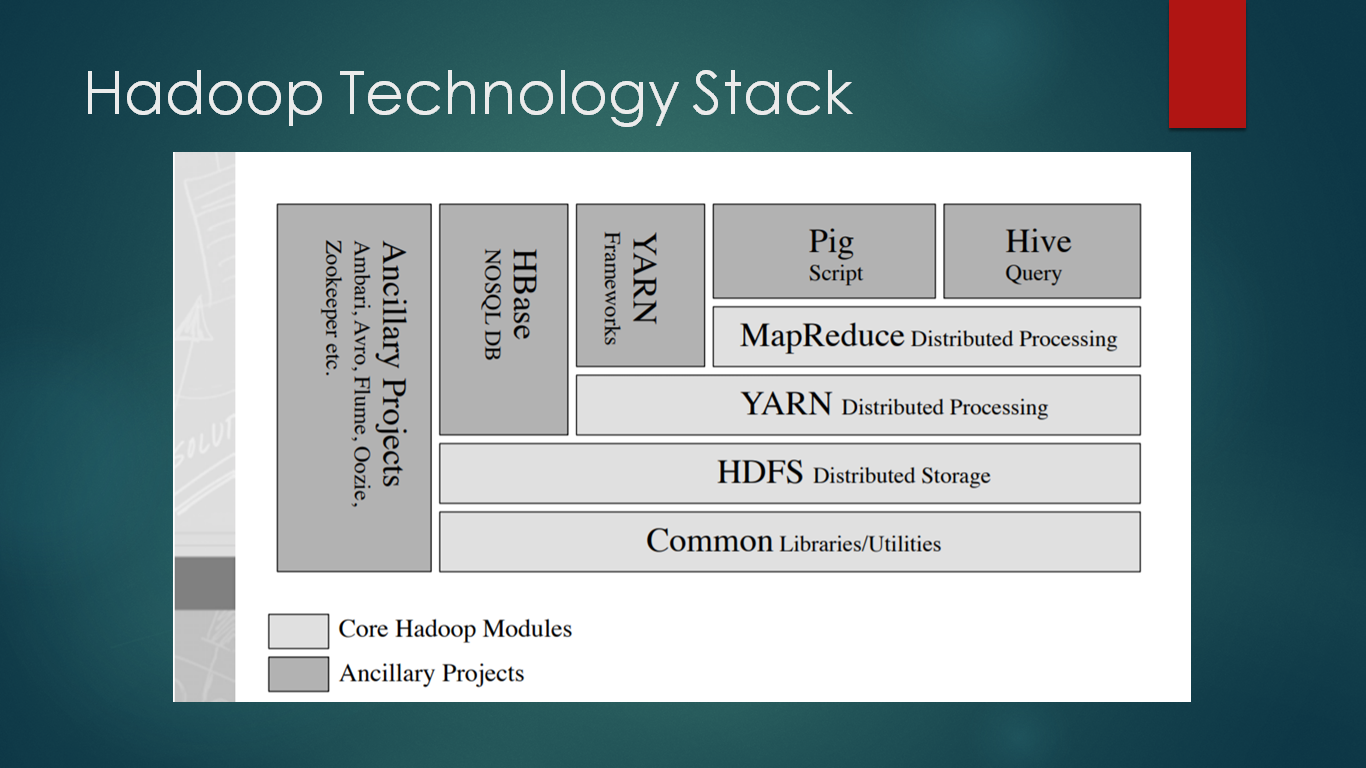 Hadoop Technology Stack
Ancillary Projects
Ambari, Avro, Flume, Oozie,
Zookeeper etc.
HBase
NOSQL DB
YARN
Frameworks
Pig
Script
Hive
Query
MapReduce Distributed Processing
YARN Distributed Processing
HDFS Distributed Storage
Common Libraries/Utilities
SOLUT
Core Hadoop Modules
Ancillary Projects